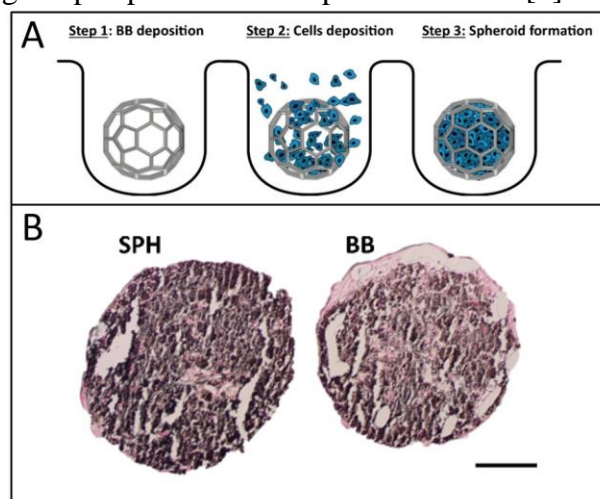 A
Step 1: BB deposition
Step 2: Cells deposition
Step 3: Spheroid formation
B
SPH
BB